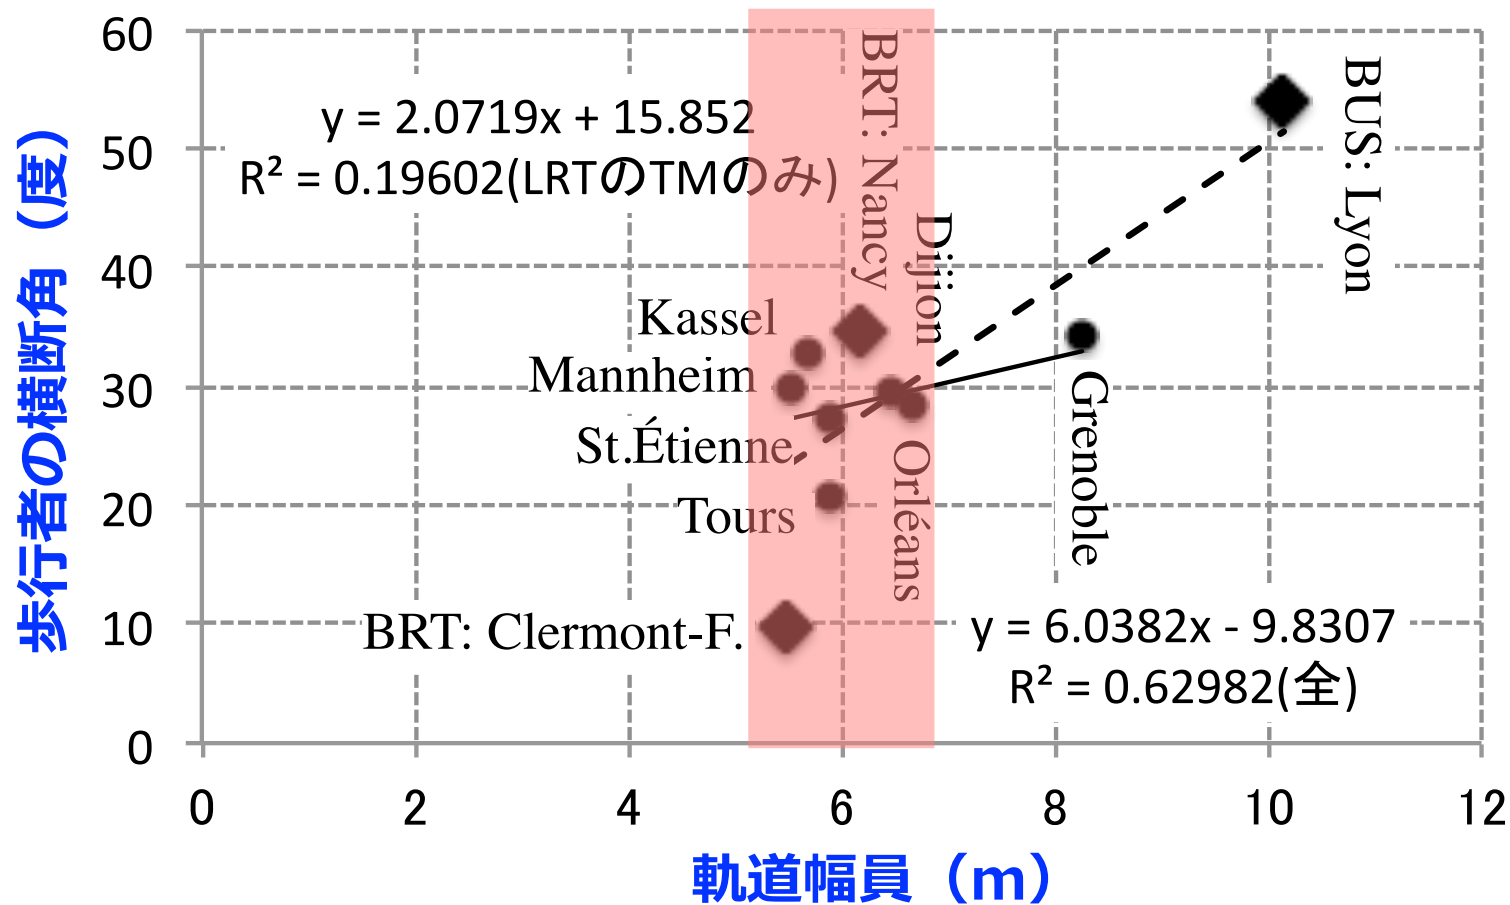 歩行者の横断角（度）
60
50
40
30
20
10
0
y = 2.0719x + 15.852
R² = 0.19602(LRTのTMのみ)
BRT: Nancy
Dijion
BUS: Lyon
Kassel
Mannheim
St.Étienne
Tours
Orléans
Grenoble
BRT: Clermont-F.
y = 6.0382x - 9.8307
R² = 0.62982(全)
0 2 4 6 8 10 12
軌道幅員（m）